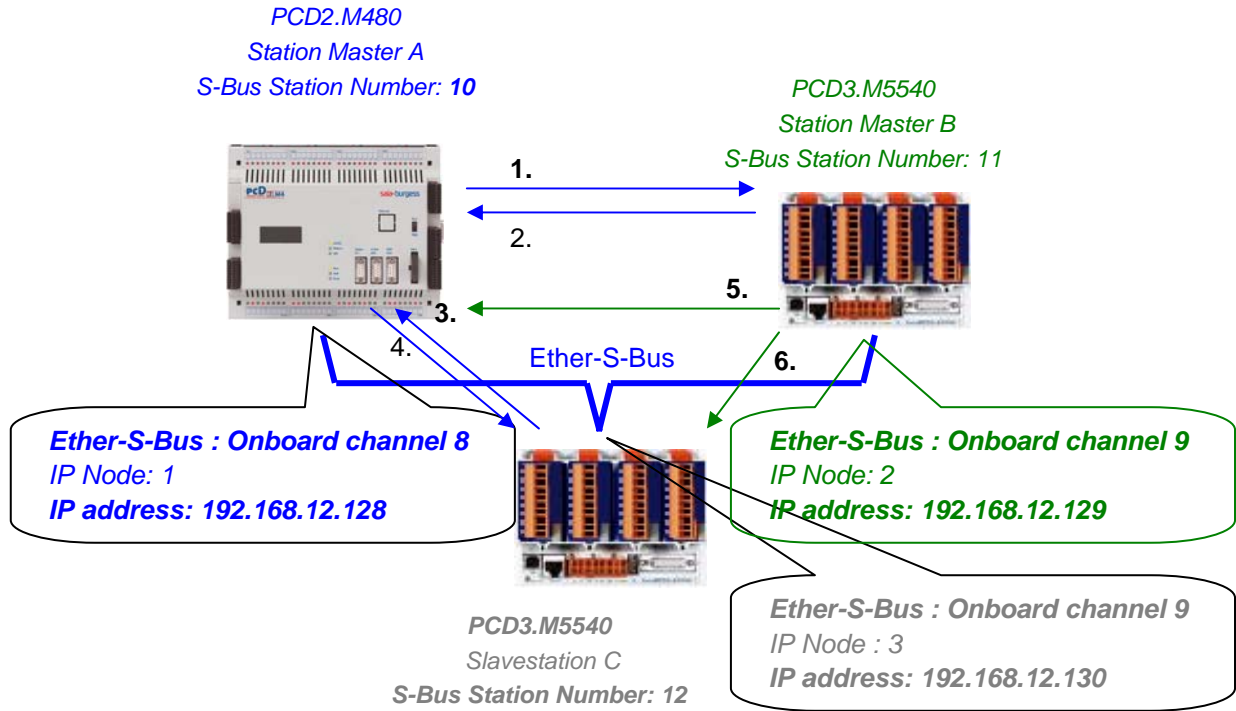 PCD2.M480
Station Master A
S-Bus Station Number: 10
PCD3.M5540
Station Master B
S-Bus Station Number: 11
PCD
saia-burgess
1.
2.
5.
3.
4.
Ether-S-Bus
6.
Ether-S-Bus : Onboard channel 8
IP Node: 1
IP address: 192.168.12.128
Ether-S-Bus : Onboard channel 9
IP Node: 2
IP address: 192.168.12.129
Ether-S-Bus : Onboard channel 9
IP Node : 3
IP address: 192.168.12.130
PCD3.M5540
Slavestation C
S-Bus Station Number: 12